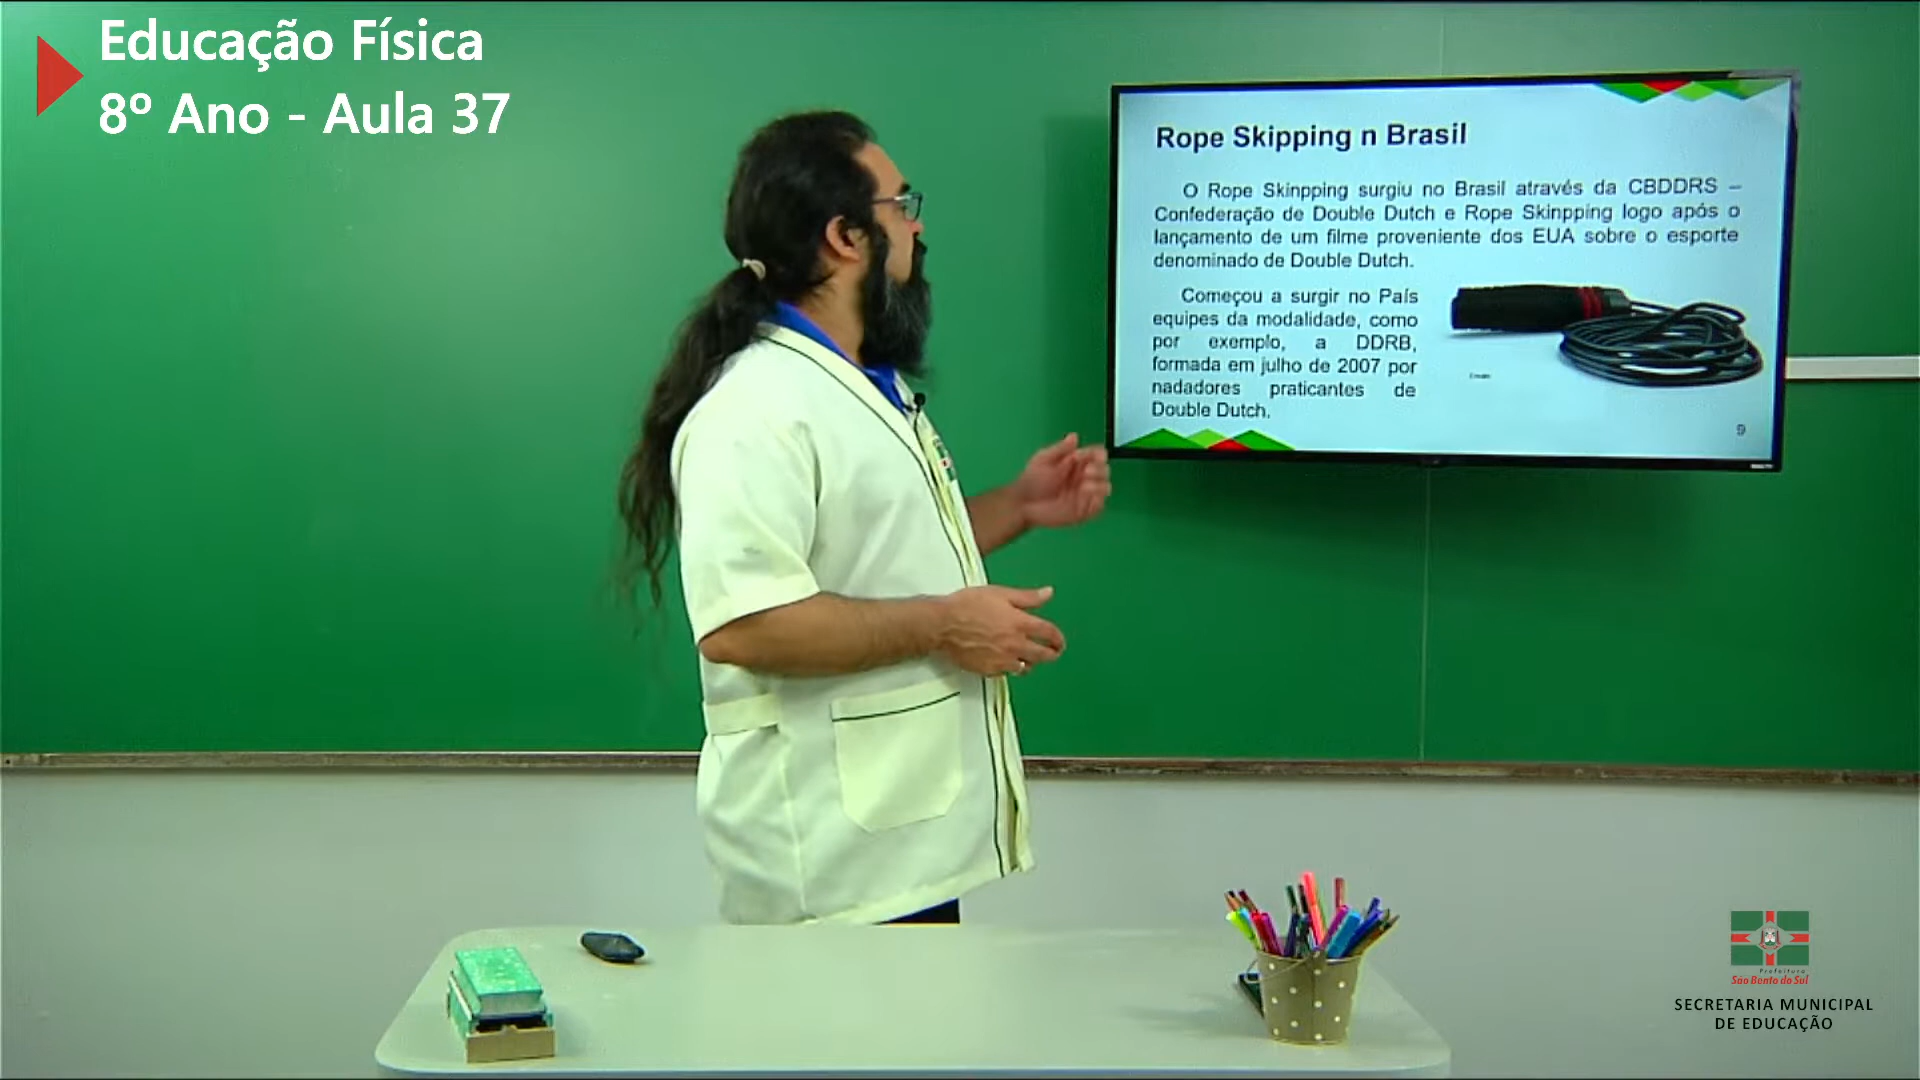 Educação Física
8º Ano - Aula 37
Rope Skipping n Brasil
O Rope Skinpping surgiu no Brasil através da CBDDRS –
Confederação de Double Dutch e Rope Skinpping logo após o
lançamento de um filme proveniente dos EUA sobre o esporte
denominado de Double Dutch.
Começou a surgir no País
equipes da modalidade, como
por exemplo, a DDRB,
formada em julho de 2007 por
nadadores praticantes de
Double Dutch.
9
Prefeitura
São Bento do Sul
SECRETARIA MUNICIPAL
DE EDUCAÇÃO